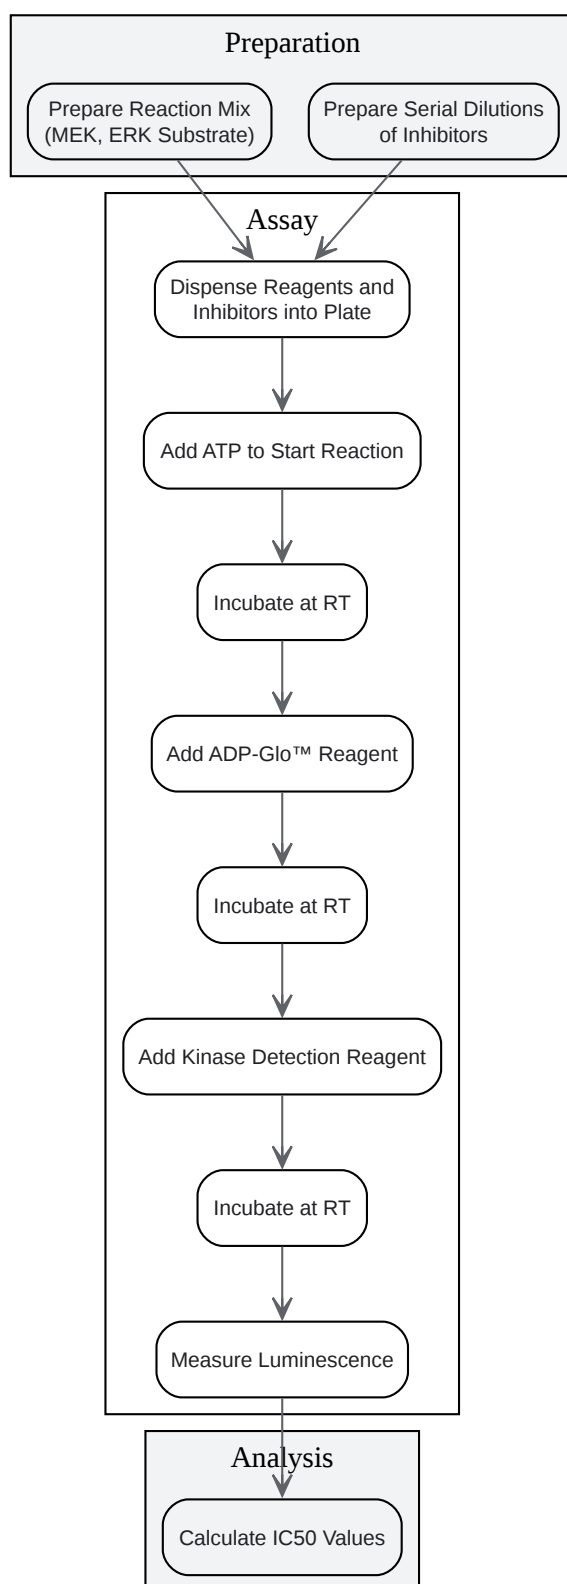 Preparation
Prepare Reaction Mix
(MEK, ERK Substrate)
Prepare Serial Dilutions
of Inhibitors
Assay
Dispense Reagents and
Inhibitors into Plate
Add ATP to Start Reaction
Incubate at RT
Add ADP-Glo™ Reagent
Incubate at RT
Add Kinase Detection Reagent
Incubate at RT
Measure Luminescence
Analysis
Calculate IC50 Values